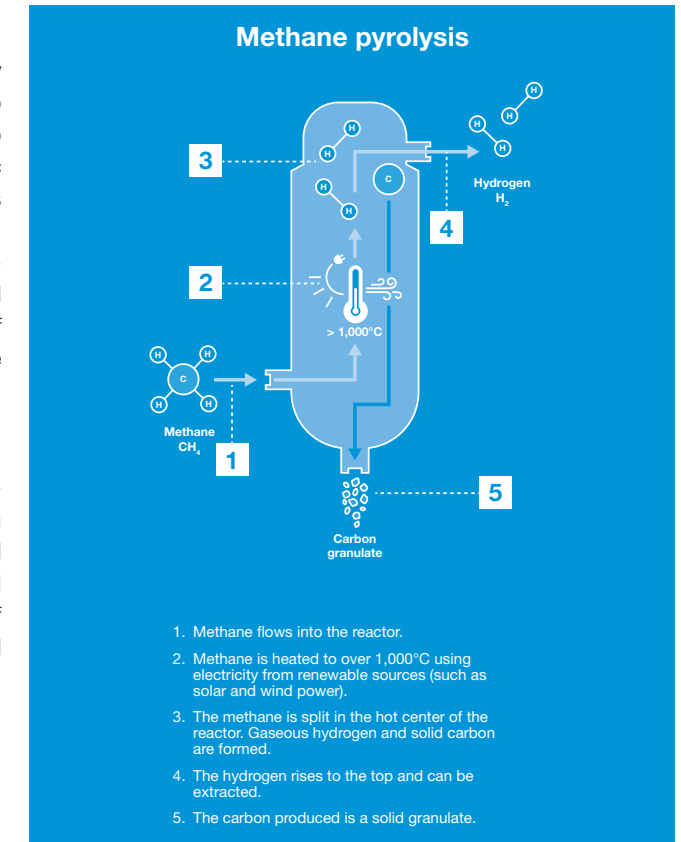 Methane pyrolysis
H
H
H
H
H
H
3
C
H
H
Hydrogen
H₂
4
2
> 1,000°C
H
H
C
H
H
Methane
CH₄
1
5
Carbon
granulate
1. Methane flows into the reactor.
2. Methane is heated to over 1,000°C using
electricity from renewable sources (such as
solar and wind power).
3. The methane is split in the hot center of the
reactor. Gaseous hydrogen and solid carbon
are formed.
4. The hydrogen rises to the top and can be
extracted.
5. The carbon produced is a solid granulate.